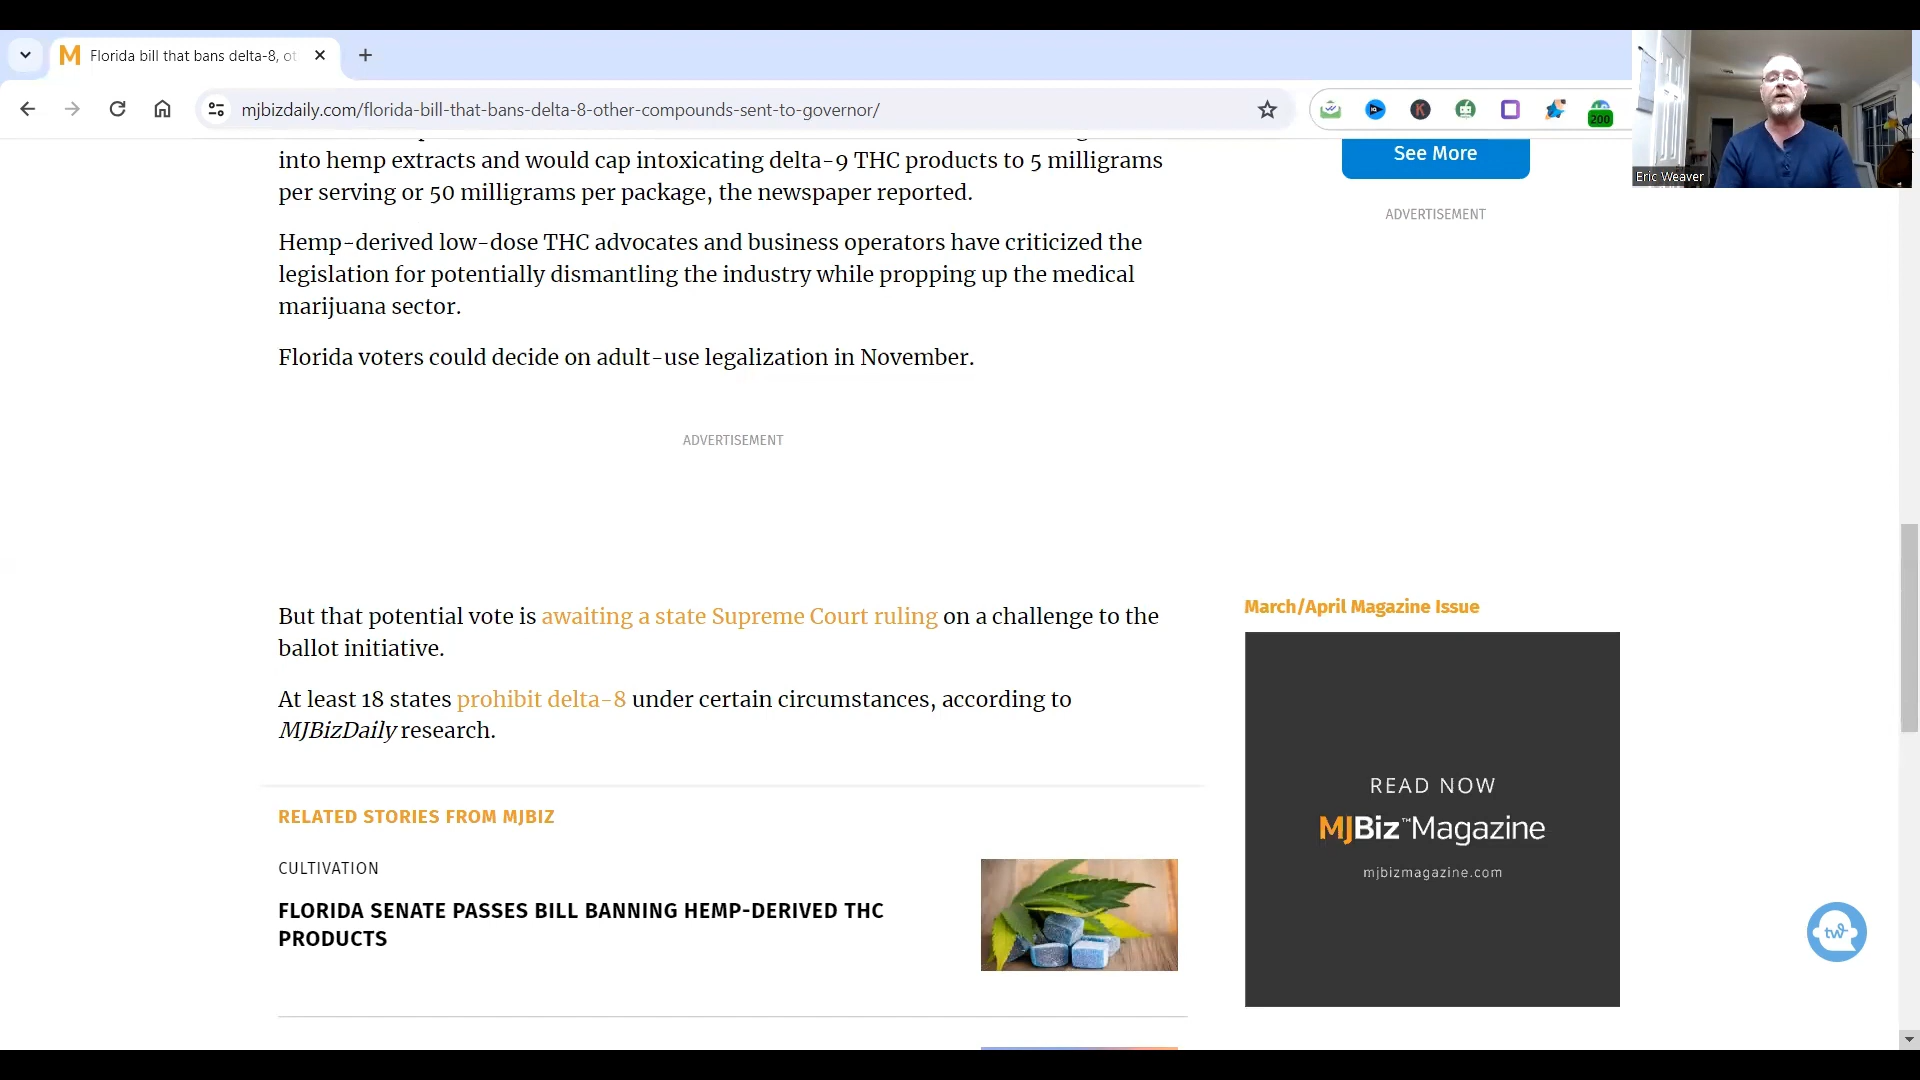 M Florida bill that bans delta-8, ot
mjbizdaily.com/florida-bill-that-bans-delta-8-other-compounds-sent-to-governor/
K
200
Eric Weaver
into hemp extracts and would cap intoxicating delta-9 THC products to 5 milligrams
per serving or 50 milligrams per package, the newspaper reported.
See More
ADVERTISEMENT
Hemp-derived low-dose THC advocates and business operators have criticized the
legislation for potentially dismantling the industry while propping up the medical
marijuana sector.
Florida voters could decide on adult-use legalization in November.
ADVERTISEMENT
But that potential vote is awaiting a state Supreme Court ruling on a challenge to the
ballot initiative.
At least 18 states prohibit delta-8 under certain circumstances, according to
MJBizDaily research.
March/April Magazine Issue
READ NOW
MJBiz™Magazine
mjbizmagazine.com
RELATED STORIES FROM MJBIZ
CULTIVATION
FLORIDA SENATE PASSES BILL BANNING HEMP-DERIVED THC
PRODUCTS
tw